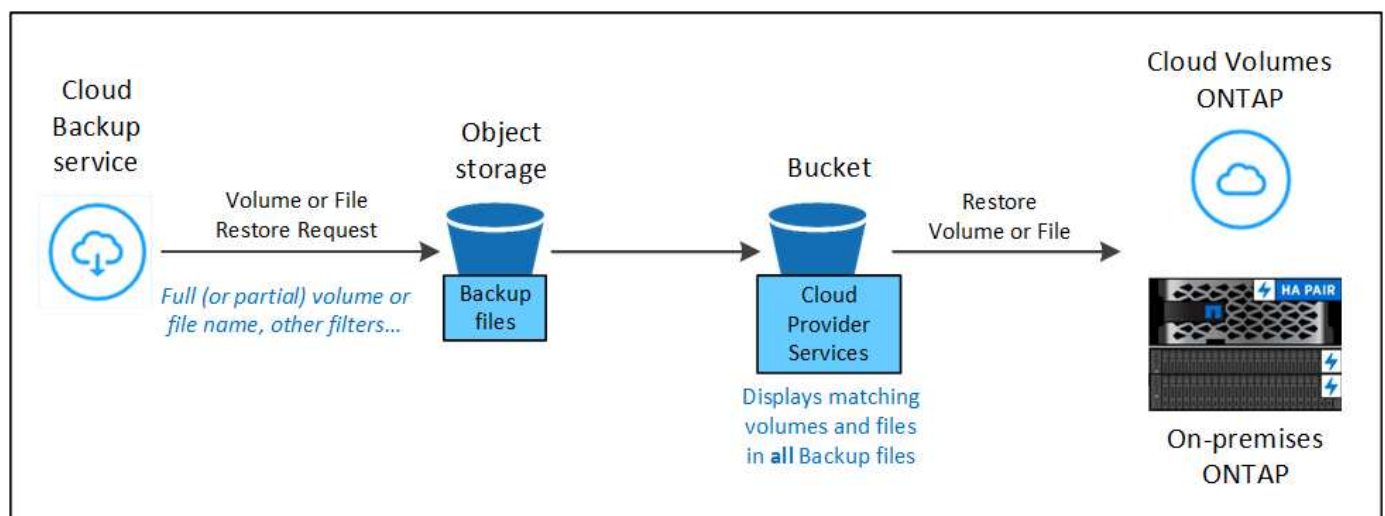 Cloud
Backup
service
Volume or File
Restore Request
Full (or partial) volume or
file name, other filters...
Object
storage
Backup
files
Bucket
Cloud
Provider
Services
Displays matching
volumes and files
in all Backup files
Restore
Volume or File
Cloud Volumes
ONTAP
HA PAIR
On-premises
ONTAP